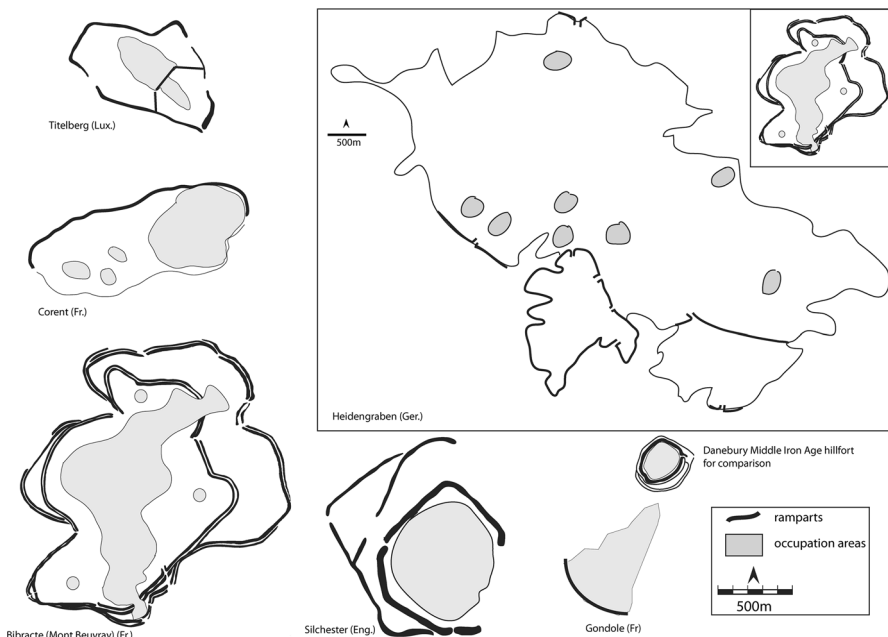 Titelberg (Lux.)
500m
Corent (Fr.)
Heidengraben (Ger.)
Danebury Middle Iron Age hillfort
for comparison
ramparts
occupation areas
500m
Bibracte (Mont Beuvray) (Fr.)
Silchester (Eng.)
Gondole (Fr)